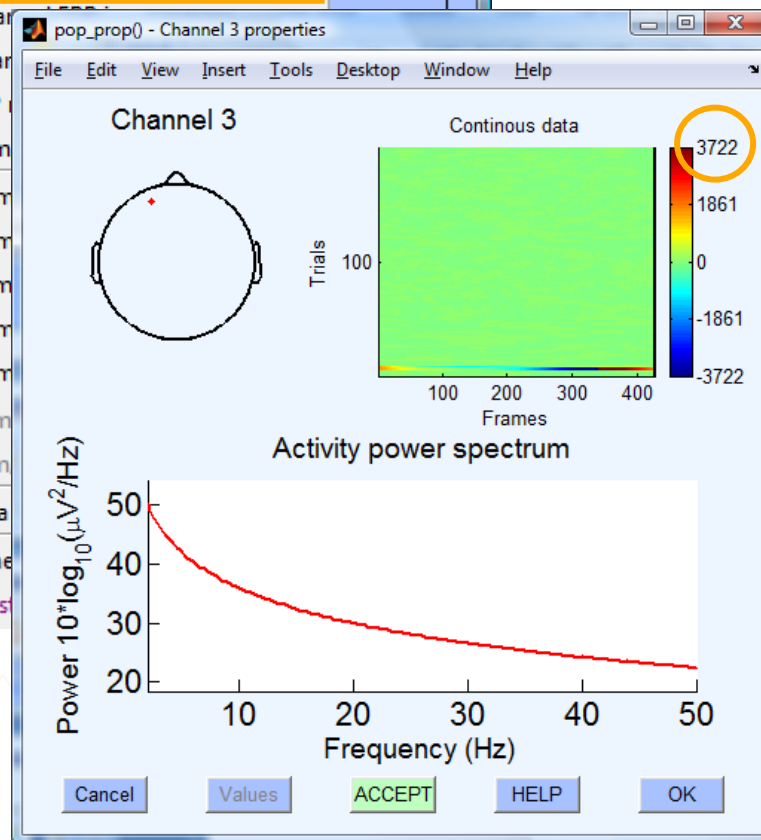 pop_prop() - Channel 3 properties
File Edit View Insert Tools Desktop Window Help
Channel 3
Continous data
Trials
100
100 200 300 400
Frames
3722
1861
0
-1861
-3722
Activity power spectrum
Power 10*log₁₀(μV²/Hz)
50
40
30
20
10 20 30 40 50
Frequency (Hz)
Cancel Values ACCEPT HELP OK